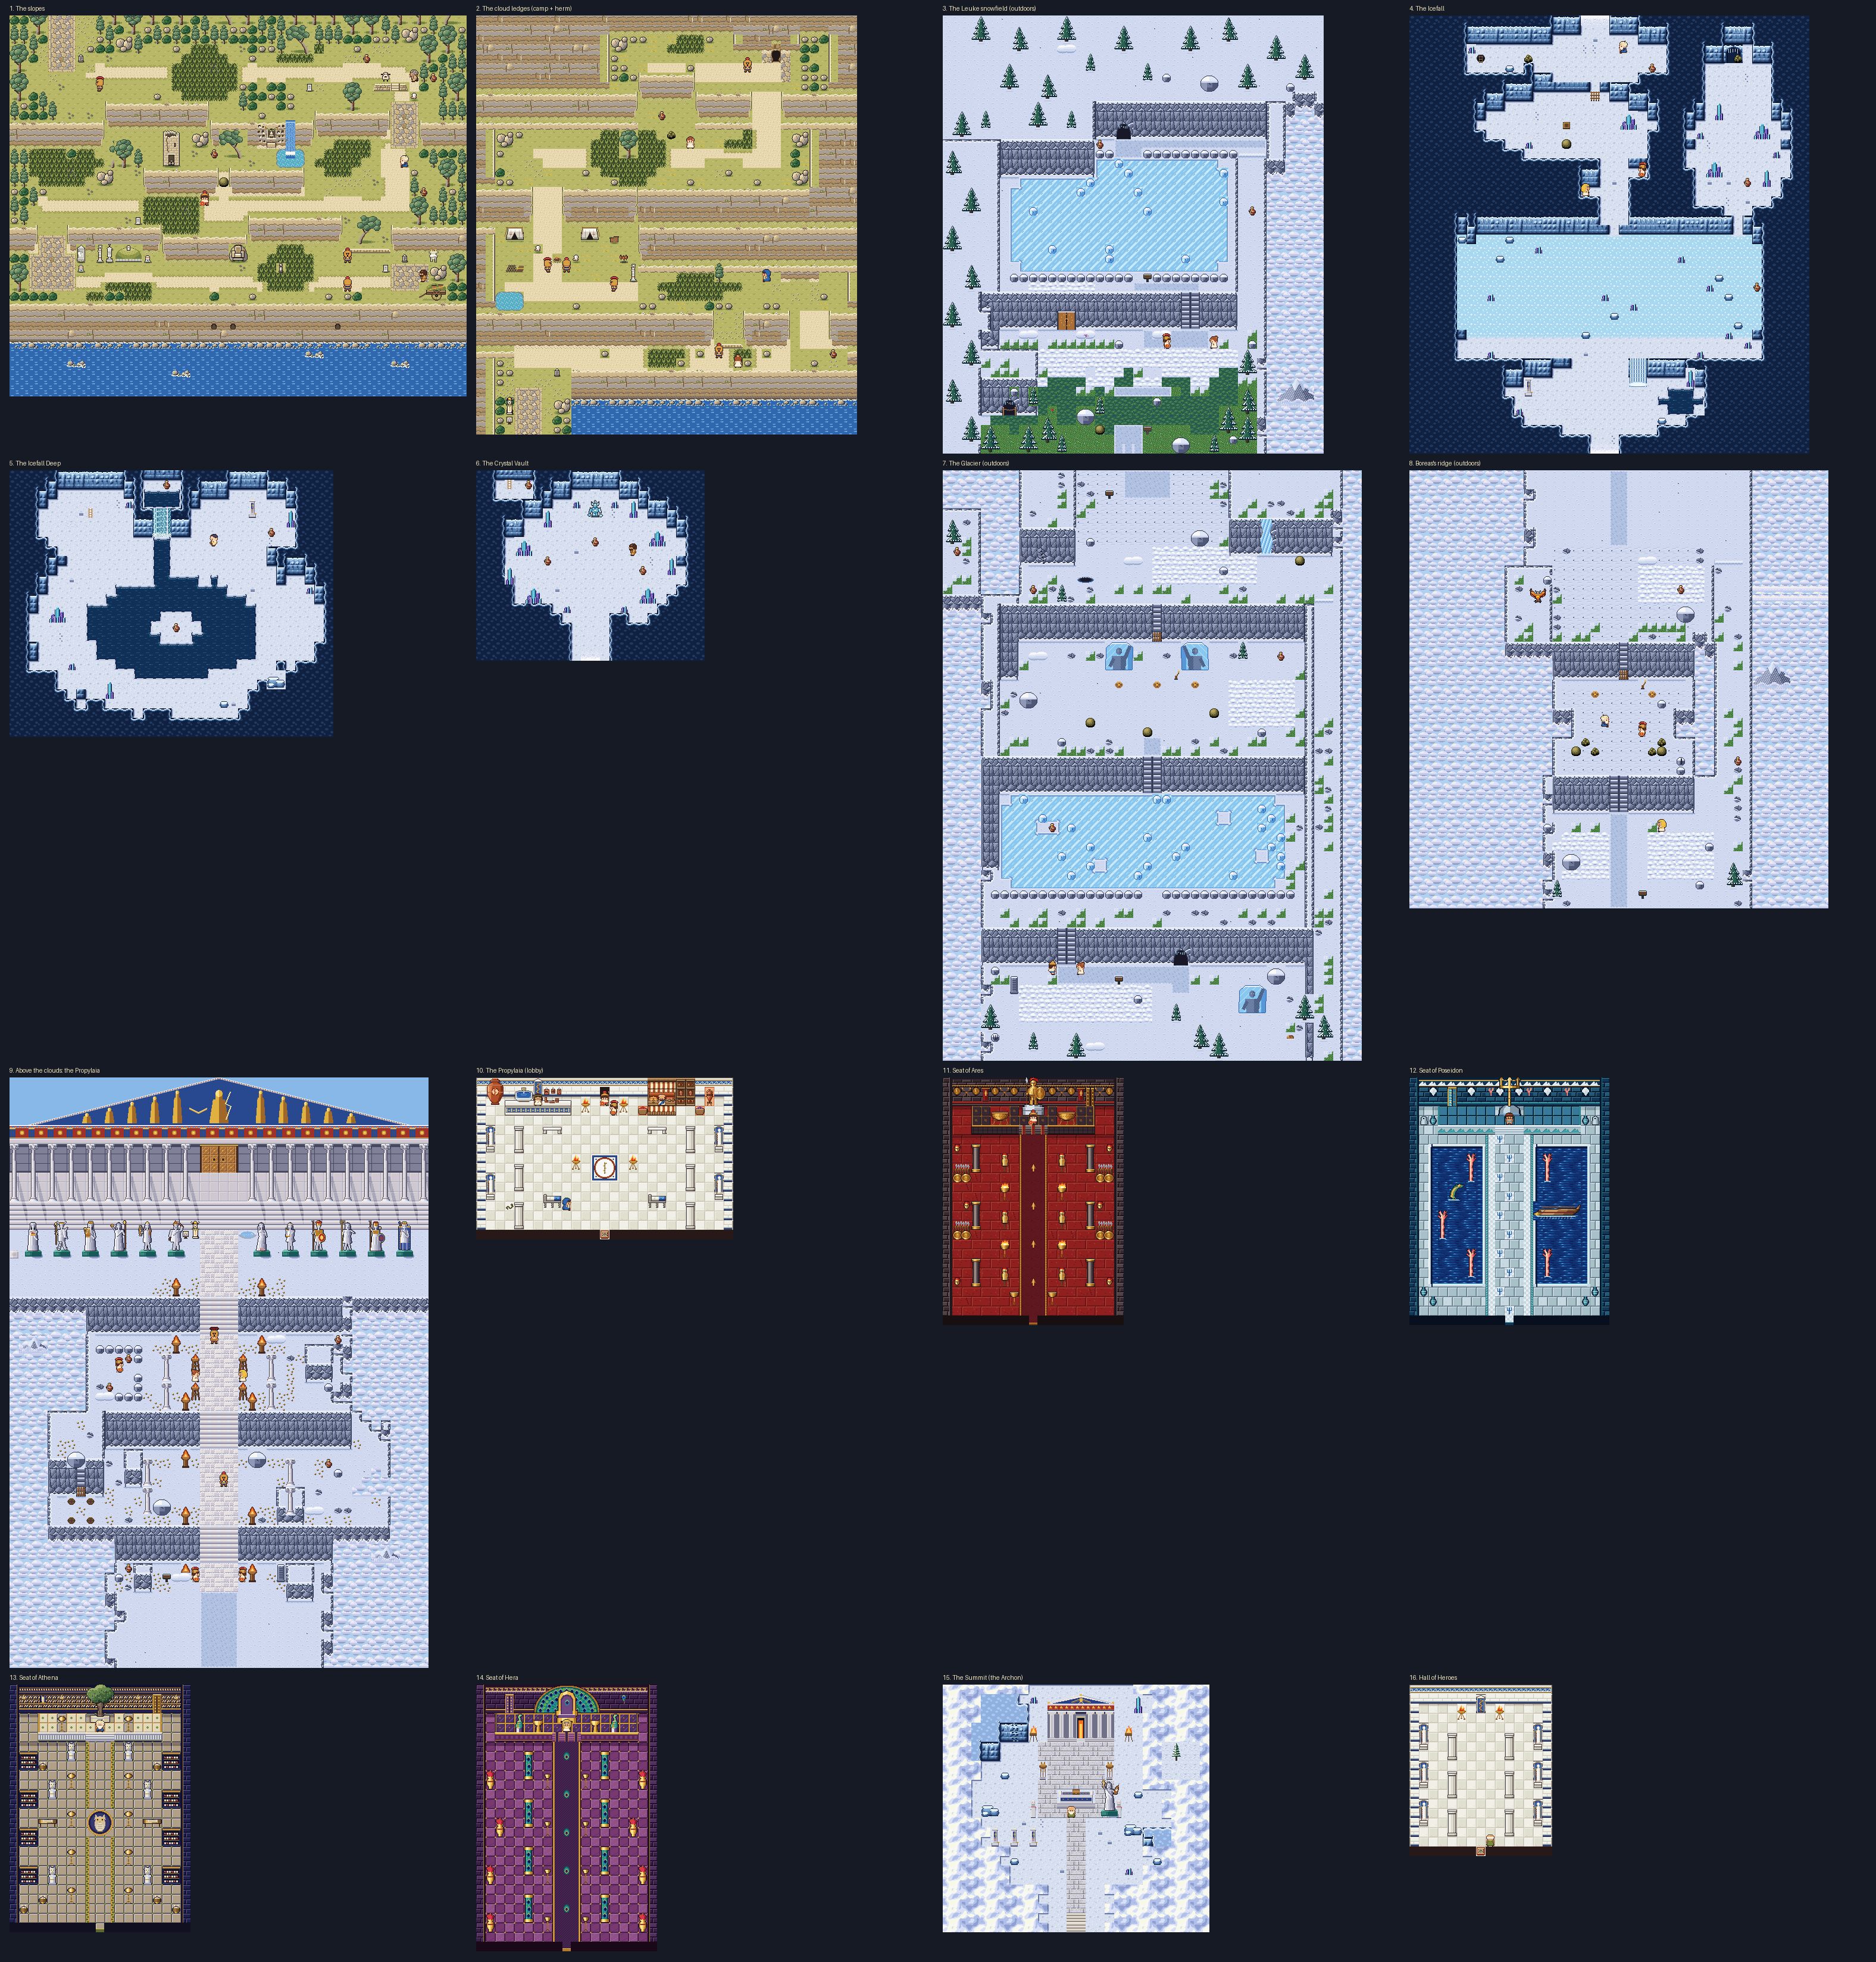 1. The slopes
2. The cloud ledges (camp + herm)
3. The Leuke snowfield (outdoors)
4. The Icefall
5. The Icefall Deep
6. The Crystal Vault
7. The Glacier (outdoors)
8. Boreas's ridge (outdoors)
9. Above the clouds: the Propylaia
10. The Propylaia (lobby)
11. Seat of Ares
12. Seat of Poseidon
13. Seat of Athena
14. Seat of Hera
15. The Summit (the Archon)
16. Hall of Heroes